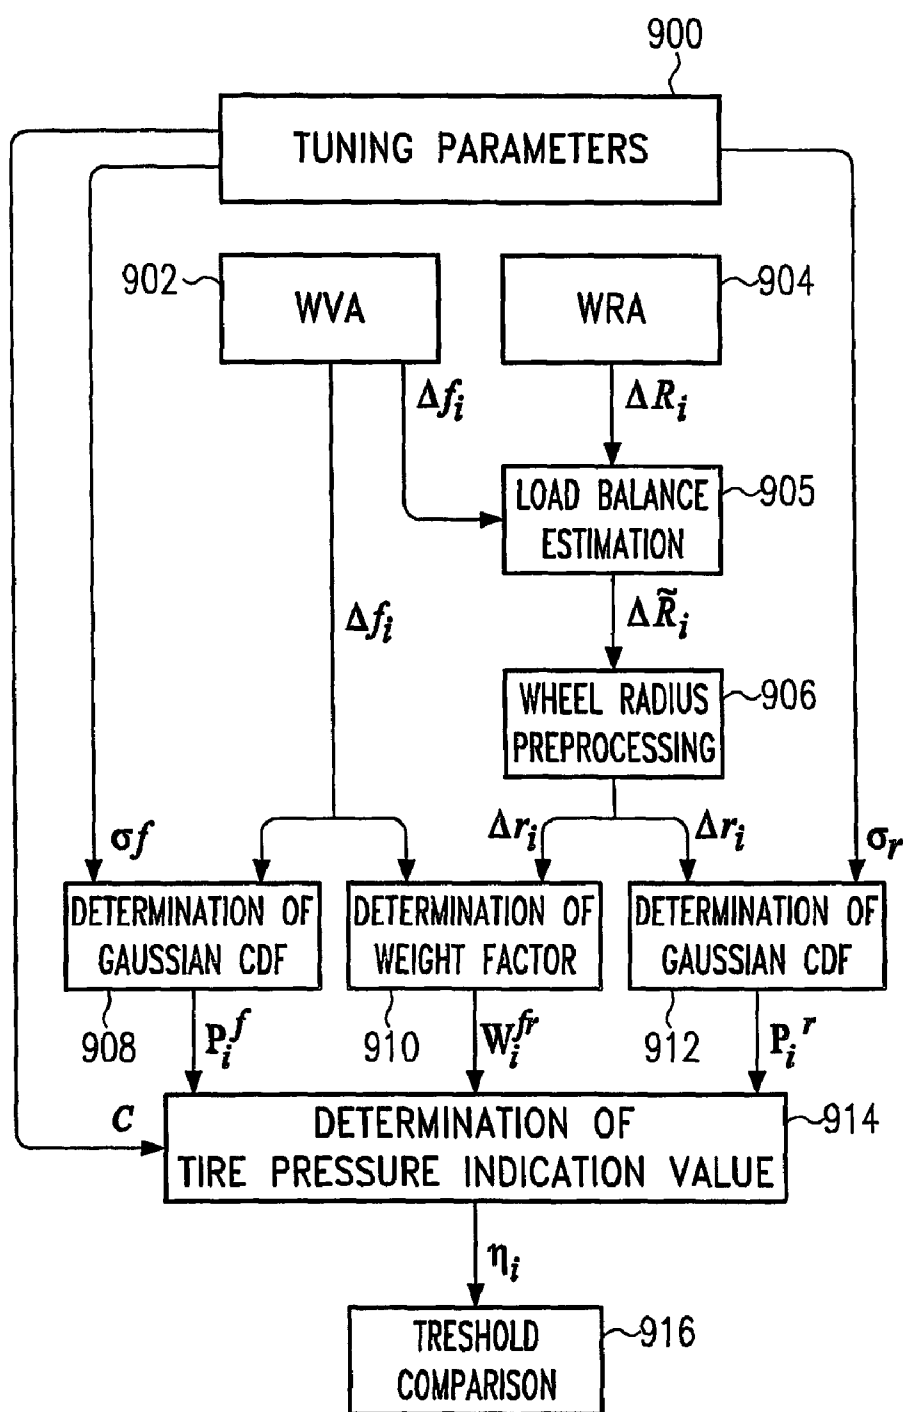 900
TUNING PARAMETERS
902
WVA
WRA
904
Δf_i
ΔR_i
LOAD BALANCE
ESTIMATION
905
Δf_i
ΔR̃_i
WHEEL RADIUS
PREPROCESSING
906
σf
Δr_i
Δr_i
σ_r
DETERMINATION OF
GAUSSIAN CDF
DETERMINATION OF
WEIGHT FACTOR
DETERMINATION OF
GAUSSIAN CDF
908
P_i^f
910
W_i^fr
912
P_i^r
C
DETERMINATION OF
TIRE PRESSURE INDICATION VALUE
914
η_i
TRESHOLD
COMPARISON
916